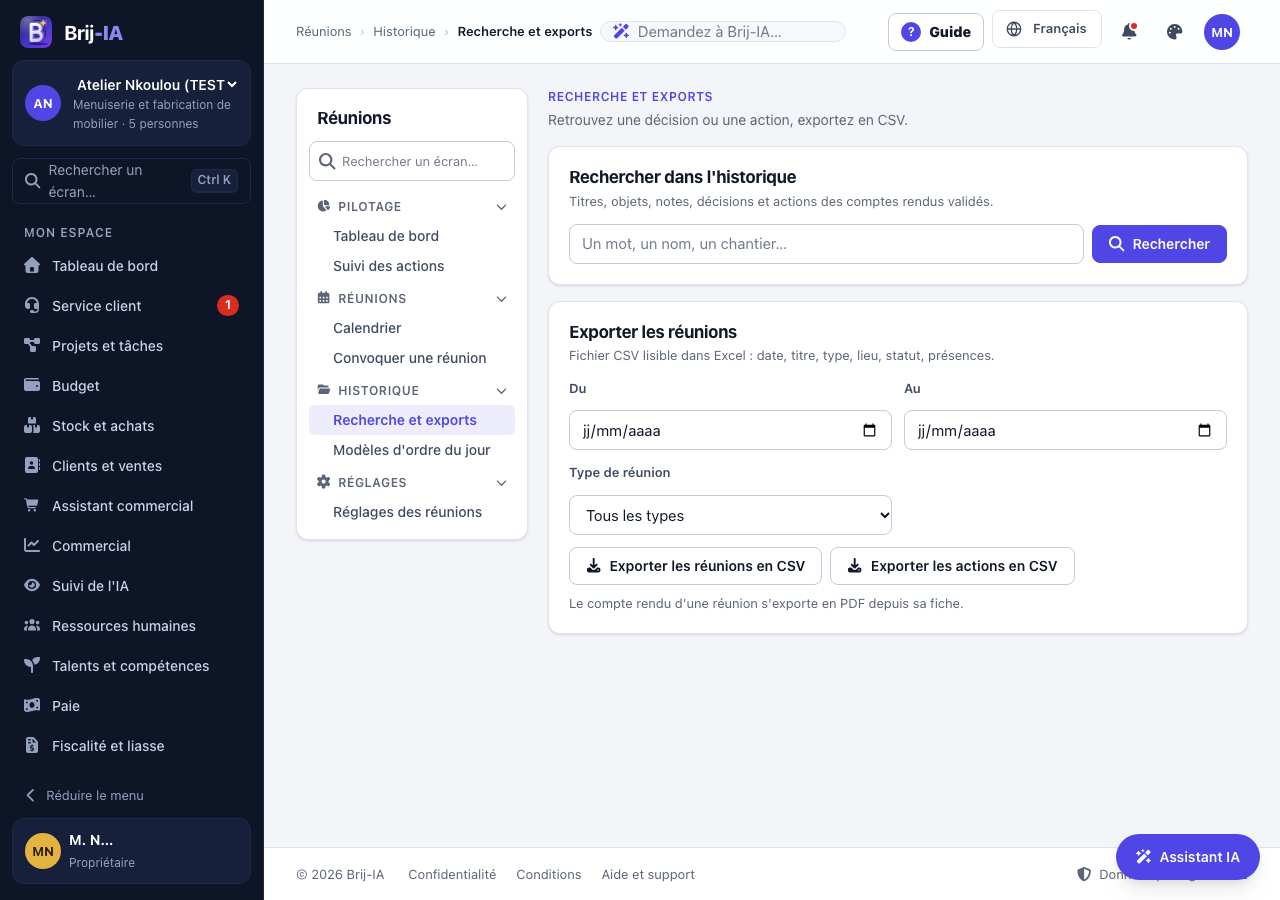 Brij-IA
AN
Atelier Nkoulou (TEST
Menuiserie et fabrication de
mobilier · 5 personnes
Rechercher un
écran...
Ctrl K
MON ESPACE
Tableau de bord
Service client
1
Projets et tâches
Budget
Stock et achats
Clients et ventes
Assistant commercial
Commercial
Suivi de l'IA
Ressources humaines
Talents et compétences
Paie
Fiscalité et liasse
Réduire le menu
MN
M. N...
Propriétaire
Réunions › Historique › Recherche et exports
Demandez à Brij-IA...
? Guide
Français
MN
Réunions
Rechercher un écran...
PILOTAGE
Tableau de bord
Suivi des actions
RÉUNIONS
Calendrier
Convoquer une réunion
HISTORIQUE
Recherche et exports
Modèles d'ordre du jour
RÉGLAGES
Réglages des réunions
RECHERCHE ET EXPORTS
Retrouvez une décision ou une action, exportez en CSV.
Rechercher dans l'historique
Titres, objets, notes, décisions et actions des comptes rendus validés.
Un mot, un nom, un chantier...
Rechercher
Exporter les réunions
Fichier CSV lisible dans Excel : date, titre, type, lieu, statut, présences.
Du
Au
jj/mm/aaaa
jj/mm/aaaa
Type de réunion
Tous les types
Exporter les réunions en CSV
Exporter les actions en CSV
Le compte rendu d'une réunion s'exporte en PDF depuis sa fiche.
© 2026 Brij-IA
Confidentialité
Conditions
Aide et support
Assistant IA